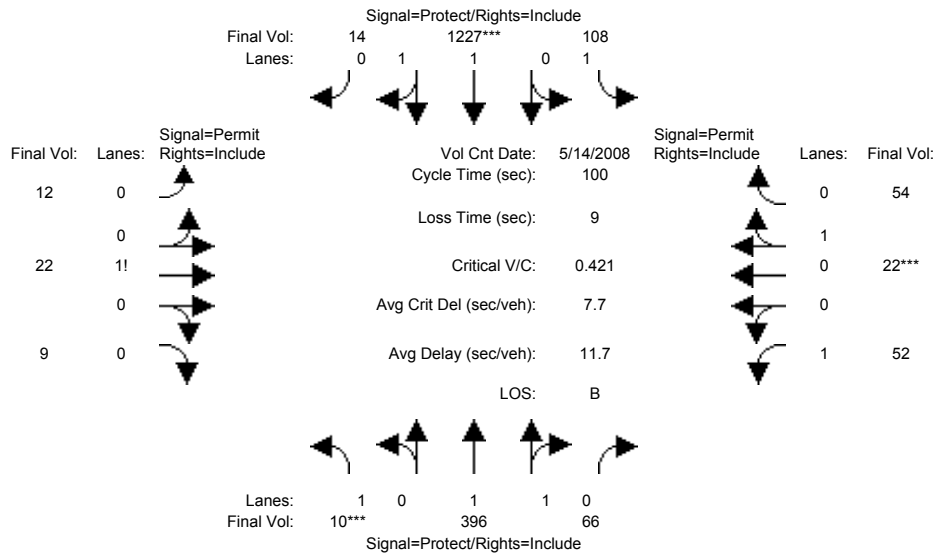 Signal=Protect/Rights=Include
Final Vol: 14 1227*** 108
Lanes: 0 1 1 0 1
Signal=Permit Signal=Permit
Final Vol: Lanes: Rights=Include Vol Cnt Date: 5/14/2008 Rights=Include Lanes: Final Vol:
Cycle Time (sec): 100
12 0 0 54
Loss Time (sec): 9
0 1
22 1! Critical V/C: 0.421 0 22***
0 Avg Crit Del (sec/veh): 7.7 0
9 0 Avg Delay (sec/veh): 11.7 1 52
LOS: B
Lanes: 1 0 1 1 0
Final Vol: 10*** 396 66
Signal=Protect/Rights=Include